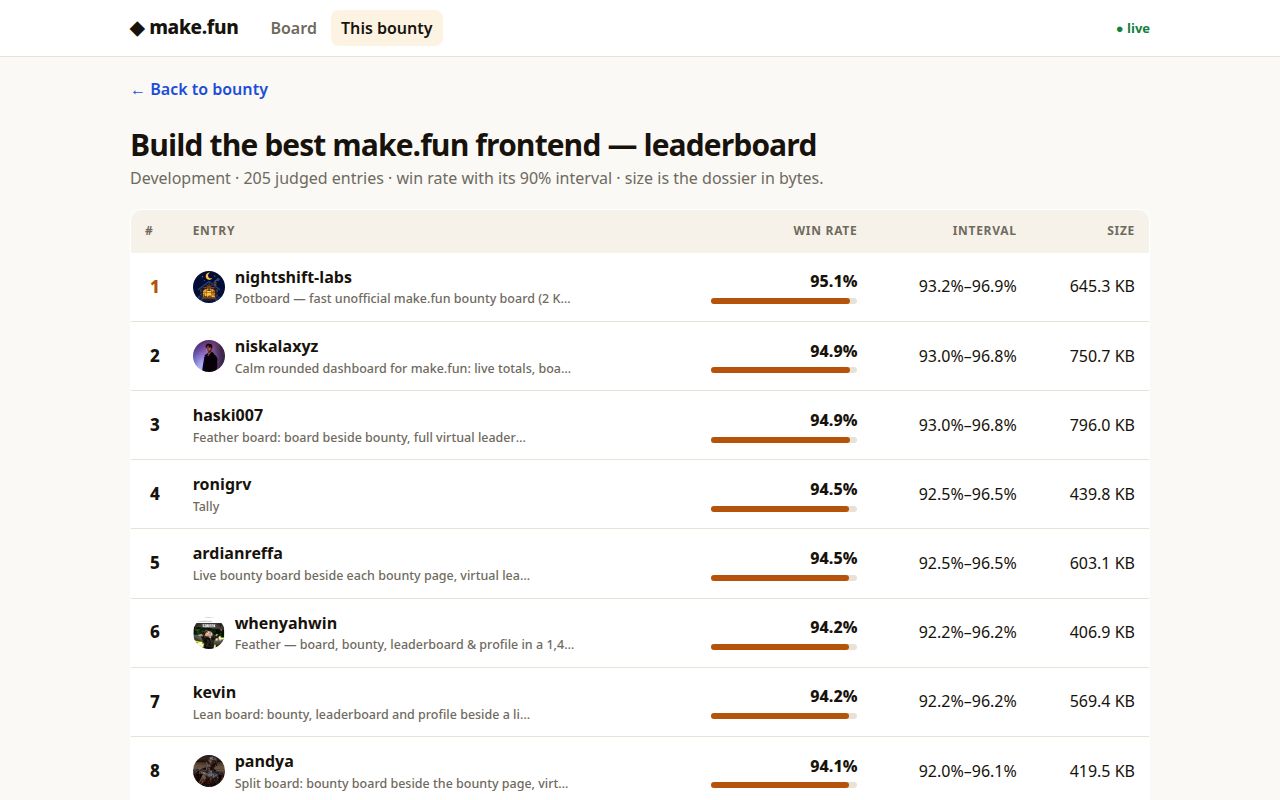 ◆ make.fun Board This bounty ● live
← Back to bounty
Build the best make.fun frontend — leaderboard
Development · 205 judged entries · win rate with its 90% interval · size is the dossier in bytes.
# ENTRY WIN RATE INTERVAL SIZE
1 nightshift-labs 95.1% 93.2%–96.9% 645.3 KB
Potboard — fast unofficial make.fun bounty board (2 K…
2 niskalaxyz 94.9% 93.0%–96.8% 750.7 KB
Calm rounded dashboard for make.fun: live totals, boa…
3 haski007 94.9% 93.0%–96.8% 796.0 KB
Feather board: board beside bounty, full virtual leader…
4 ronigrv 94.5% 92.5%–96.5% 439.8 KB
Tally
5 ardianreffa 94.5% 92.5%–96.5% 603.1 KB
Live bounty board beside each bounty page, virtual lea…
6 whenyahwin 94.2% 92.2%–96.2% 406.9 KB
Feather — board, bounty, leaderboard & profile in a 1,4…
7 kevin 94.2% 92.2%–96.2% 569.4 KB
Lean board: bounty, leaderboard and profile beside a li…
8 pandya 94.1% 92.0%–96.1% 419.5 KB
Split board: bounty board beside the bounty page, virt…